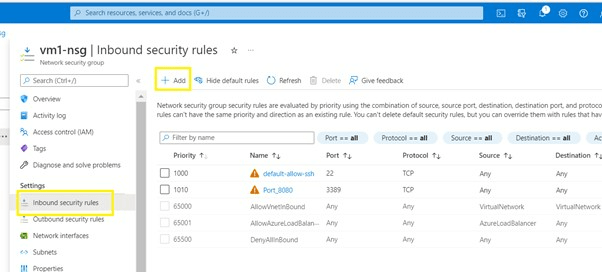 Search resources, services, and docs (G+/)
vm1-nsg | Inbound security rules
Network security group
Search (Ctrl+/)
Add
Hide default rules
Refresh
Delete
Give feedback
Overview
Activity log
Access control (IAM)
Tags
Diagnose and solve problems
Settings
Inbound security rules
Outbound security rules
Network interfaces
Subnets
Properties
Network security group security rules are evaluated by priority using the combination of source, source port, destination, destination port, and protoco
rules can't have the same priority and direction as an existing rule. You can't delete default security rules, but you can override them with rules that have
Filter by name
Port == all
Protocol == all
Source == all
Destination == all
Ac
Priority Name Port Protocol Source Destination
1000 default-allow-ssh 22 TCP Any Any
1010 Port_8080 3389 TCP Any Any
65000 AllowVnetInBound Any Any VirtualNetwork VirtualNetwork
65001 AllowAzureLoadBalan... Any Any AzureLoadBalancer Any
65500 DenyAllInBound Any Any Any Any